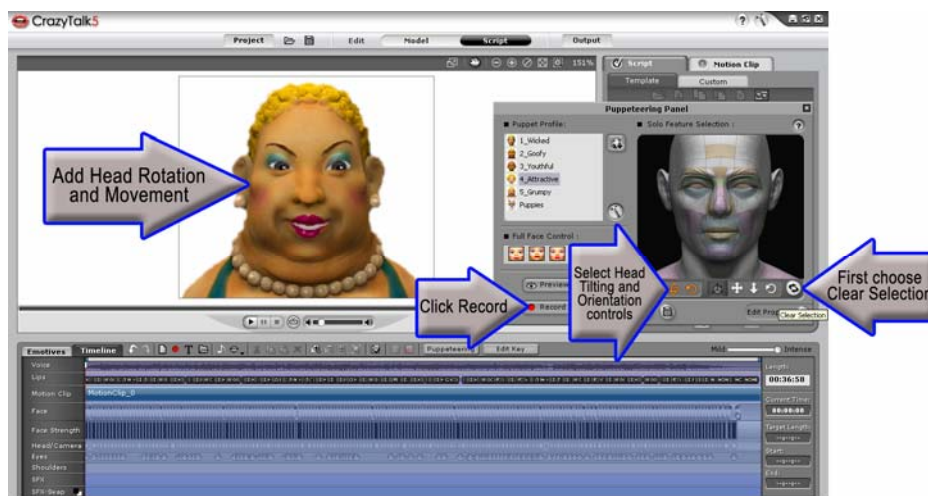 CrazyTalk5
Project Edit Model Script Output
151%
Script Motion Clip
Template Custom
Puppeteering Panel
Puppet Profile:
Solo Feature Selection :
1_Wicked
2_Goofy
3_Youthful
4_Attractive
5_Grumpy
Puppies
Full Face Control :
Preview
Record
Add Head Rotation
and Movement
Click Record
Select Head
Tilting and
Orientation
controls
First choose
Clear Selection
Clear Selection
Emotives Timeline
Puppeteering Edit Key
Mild Intense
Voice
Lips
Motion Clip MotionClip_0
Face
Face Strength
Head/Camera
Eyes
Shoulders
SFX
SFX-Swap
Length:
00:36:58
Current Time:
00:00:00
Target Length:
--:--:--
Start:
--:--:--
End:
--:--:--